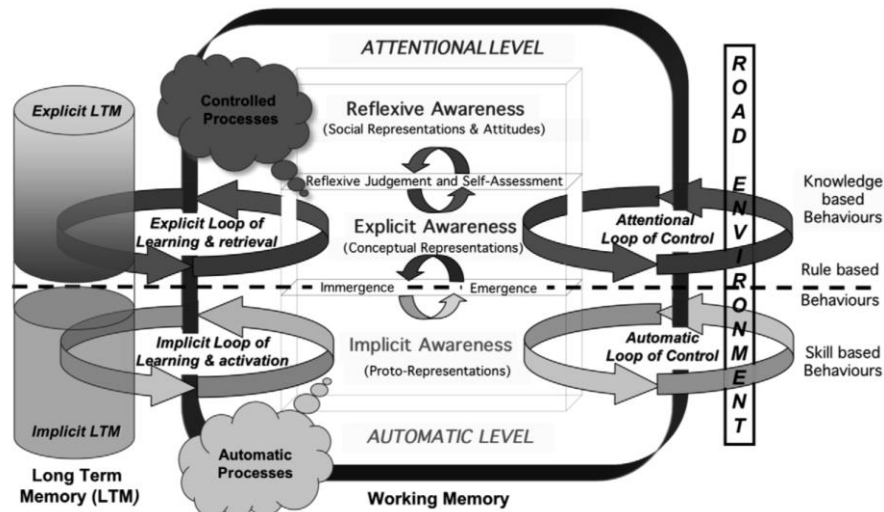 ATTENTIONAL LEVEL
Explicit LTM
Controlled
Processes
Reflexive Awareness
(Social Representations & Attitudes)
Reflexive Judgement and Self-Assessment
Explicit Loop of
Learning & retrieval
Explicit Awareness
(Conceptual Representations)
Attentional
Loop of Control
ROAD ENVIRONMENT
Knowledge
based
Behaviours
Rule based
Behaviours
Immergence
Emergence
Implicit Loop of
Learning & activation
Implicit Awareness
(Proto-Representations)
Automatic
Loop of Control
Skill based
Behaviours
Implicit LTM
Automatic
Processes
AUTOMATIC LEVEL
Long Term
Memory (LTM)
Working Memory